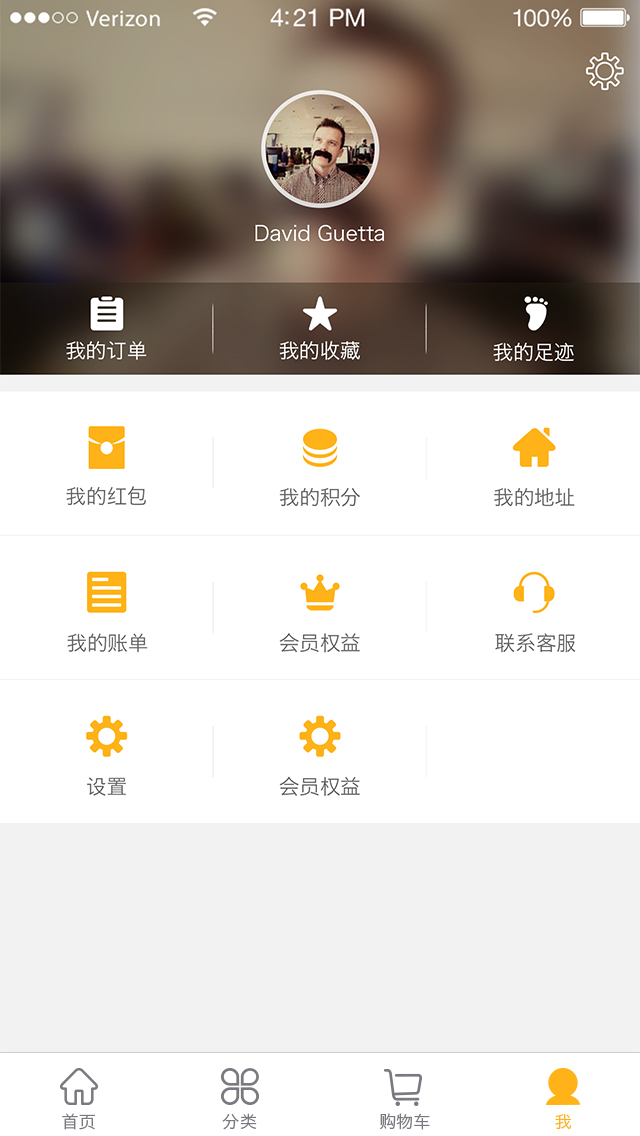 Verizon 4:21 PM 100%
David Guetta
我的订单 我的收藏 我的足迹
我的红包 我的积分 我的地址
我的账单 会员权益 联系客服
设置 会员权益
首页 分类 购物车 我